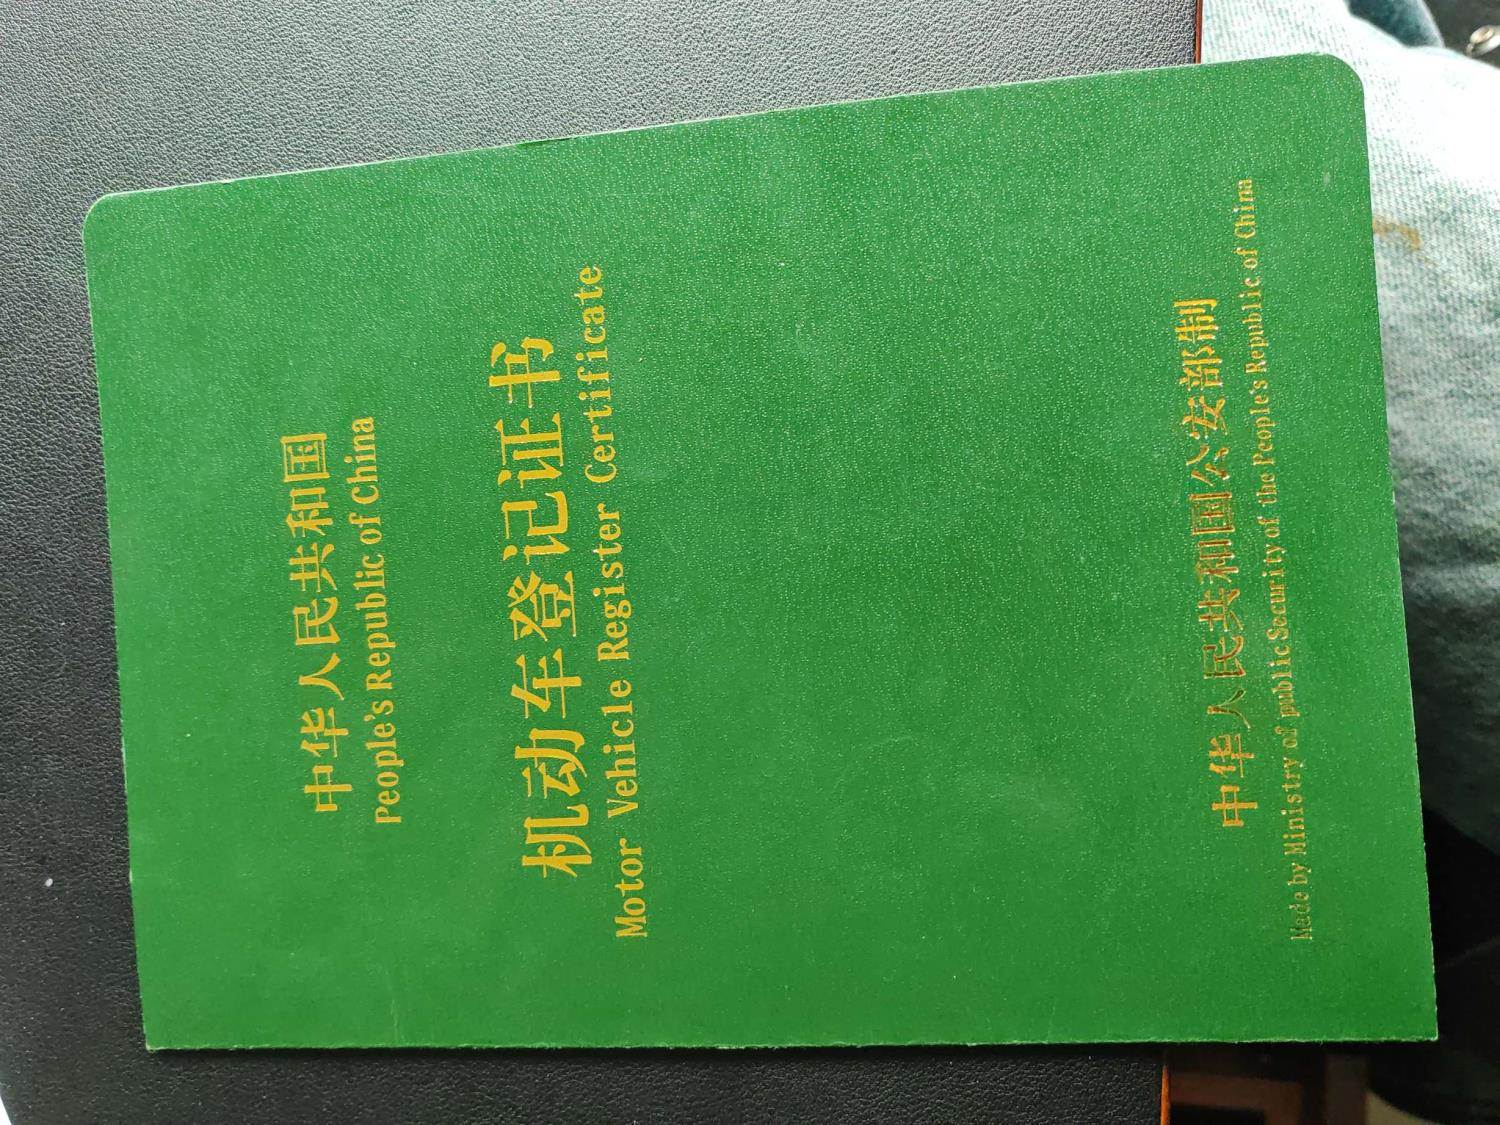 中华人民共和国
People's Republic of China
机动车登记证书
Motor Vehicle Register Certificate
中华人民共和国公安部制
Made by Ministry of public Security of the People's Republic of China